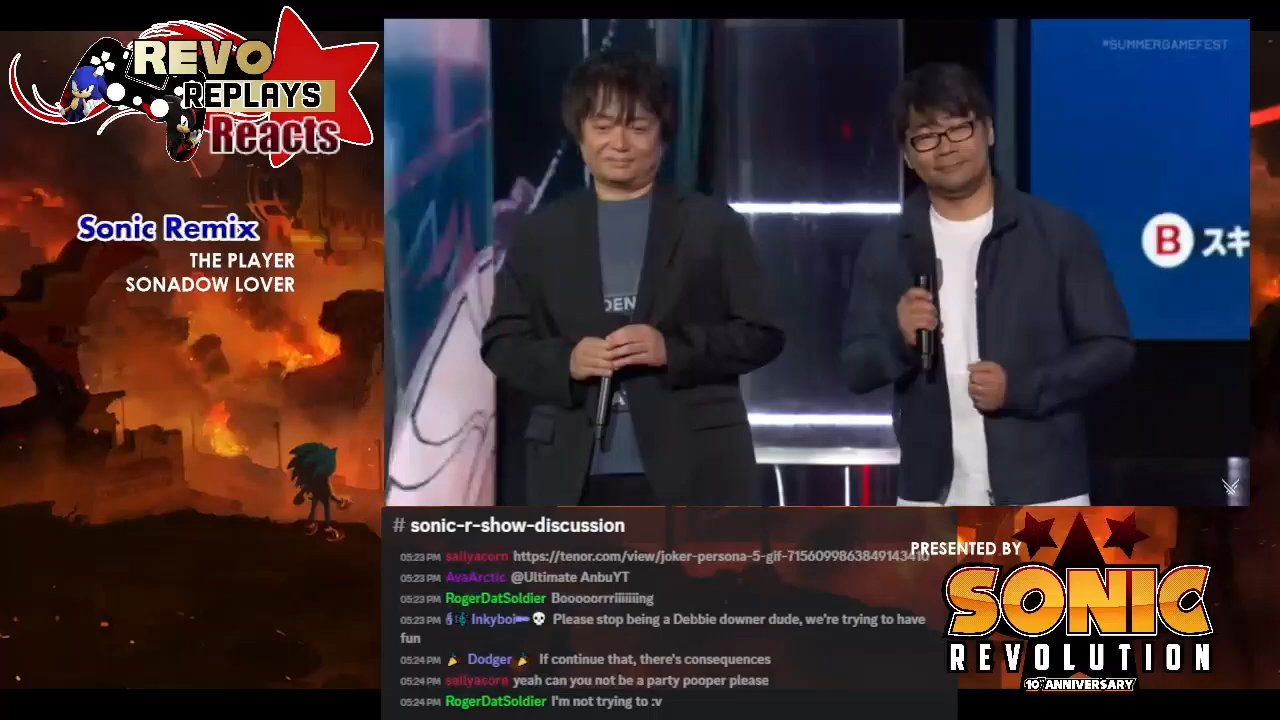 REVO
REPLAYS
Reacts
#SUMMERGAMEFEST
B スキ
DEN
Sonic Remix
THE PLAYER
SONADOW LOVER
# sonic-r-show-discussion
05:23 PM sallyacorn https://tenor.com/view/joker-persona-5-gif-7156099863849143410
05:23 PM AvaArctic @Ultimate AnbuYT
05:23 PM RogerDatSoldier Booooorrriiiiiiiing
05:23 PM Inkyboi Please stop being a Debbie downer dude, we're trying to have
fun
05:24 PM Dodger If continue that, there's consequences
05:24 PM sallyacorn yeah can you not be a party pooper please
05:24 PM RogerDatSoldier I'm not trying to :v
PRESENTED BY
SONIC
REVOLUTION
10TH ANNIVERSARY